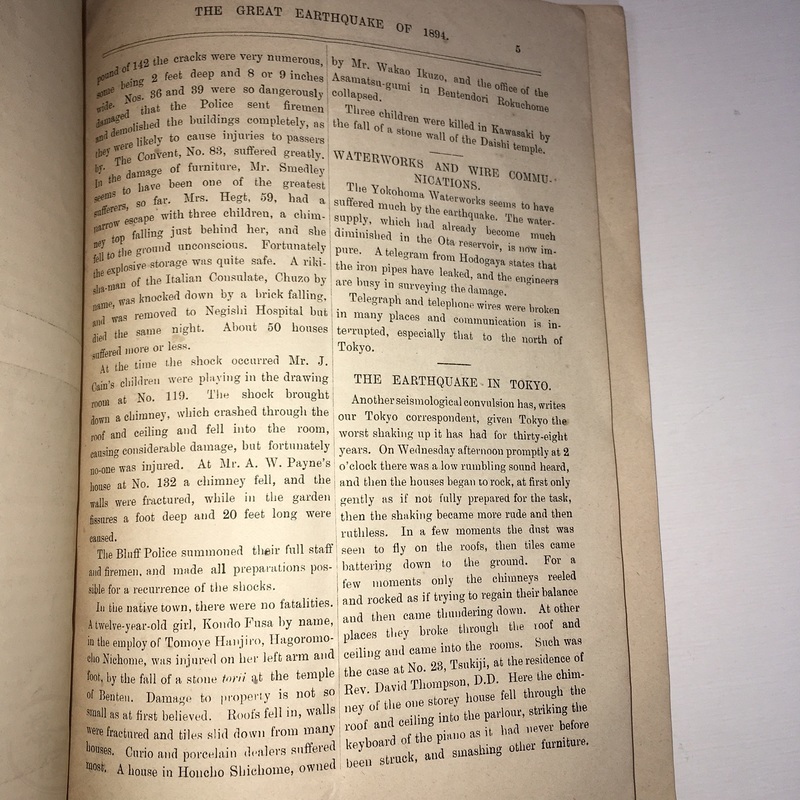 THE GREAT EARTHQUAKE OF 1894.
5
pound of 142 the cracks were very numerous,
some being 2 feet deep and 8 or 9 inches
wide. Nos. 36 and 39 were so dangerously
damaged that the Police sent firemen
and demolished the buildings completely, as
they were likely to cause injuries to passers
by. The Convent, No. 83, suffered greatly.
In the damage of furniture, Mr. Smedley
seems to have been one of the greatest
sufferers, so far. Mrs. Hegt, 59, had a
narrow escape with three children, a chim-
ney top falling just behind her, and she
fell to the ground unconscious. Fortunately
the explosive storage was quite safe. A riki-
sha-man of the Italian Consulate, Chuzo by
name, was knocked down by a brick falling,
and was removed to Negishi Hospital but
died the same night. About 50 houses
suffered more or less.
At the time the shock occurred Mr. J.
Cain's children were playing in the drawing
room at No. 119. The shock brought
down a chimney, which crashed through the
roof and ceiling and fell into the room,
causing considerable damage, but fortunately
no-one was injured. At Mr. A. W. Payne's
house at No. 132 a chimney fell, and the
walls were fractured, while in the garden
fissures a foot deep and 20 feet long were
caused.
The Bluff Police summoned their full staff
and firemen, and made all preparations pos-
sible for a recurrence of the shocks.
In the native town, there were no fatalities.
A twelve-year-old girl, Kondo Fusa by name,
in the employ of Tomoye Hanjiro, Hagoromo-
cho Nichome, was injured on her left arm and
foot, by the fall of a stone torii at the temple
of Benten. Damage to property is not so
small as at first believed. Roofs fell in, walls
were fractured and tiles slid down from many
houses. Curio and porcelain dealers suffered
most. A house in Honcho Shichome, owned
by Mr. Wakao Ikuzo, and the office of the
Asamatsu-gumi in Bentendori Rokuchome
collapsed.
Three children were killed in Kawasaki by
the fall of a stone wall of the Daishi temple.
WATERWORKS AND WIRE COMMU-
NICATIONS.
The Yokohoma Waterworks seems to have
suffered much by the earthquake. The water-
supply, which had already become much
diminished in the Ota reservoir, is now im-
pure. A telegram from Hodogaya states that
the iron pipes have leaked, and the engineers
are busy in surveying the damage.
Telegraph and telephone wires were broken
in many places and communication is in-
terrupted, especially that to the north of
Tokyo.
THE EARTHQUAKE IN TOKYO.
Another seismological convulsion has, writes
our Tokyo correspondent, given Tokyo the
worst shaking up it has had for thirty-eight
years. On Wednesday afternoon promptly at 2
o'clock there was a low rumbling sound heard,
and then the houses began to rock, at first only
gently as if not fully prepared for the task,
then the shaking became more rude and then
ruthless. In a few moments the dust was
seen to fly on the roofs, then tiles came
battering down to the ground. For a
few moments only the chimneys reeled
and rocked as if trying to regain their balance
and then came thundering down. At other
places they broke through the roof and
ceiling and came into the rooms. Such was
the case at No. 23, Tsukiji, at the residence of
Rev. David Thompson, D.D. Here the chim-
ney of the one storey house fell through the
roof and ceiling into the parlour, striking the
keyboard of the piano as it had never before
been struck, and smashing other furniture.